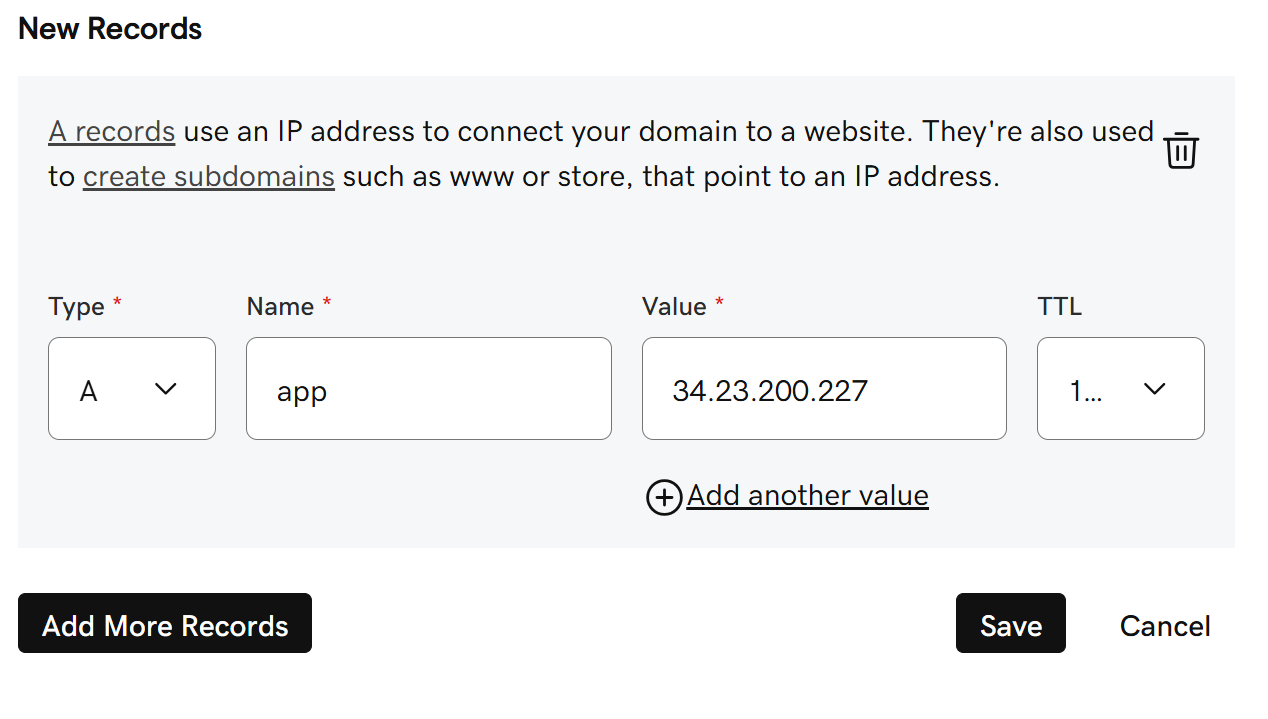 New Records
A records use an IP address to connect your domain to a website. They're also used
to create subdomains such as www or store, that point to an IP address.
Type * Name * Value * TTL
A app 34.23.200.227 1...
Add another value
Add More Records Save Cancel